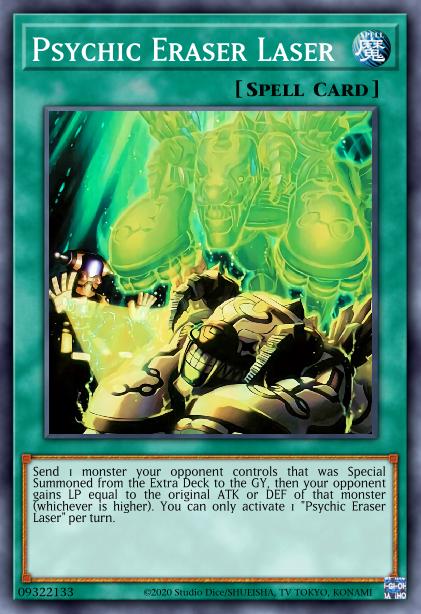 PSYCHIC ERASER LASER
SPELL
魔
[ SPELL CARD ]
Send 1 monster your opponent controls that was Special
Summoned from the Extra Deck to the GY, then your opponent
gains LP equal to the original ATK or DEF of that monster
(whichever is higher). You can only activate 1 "Psychic Eraser
Laser" per turn.
09322133
©2020 Studio Dice/SHUEISHA, TV TOKYO, KONAMI